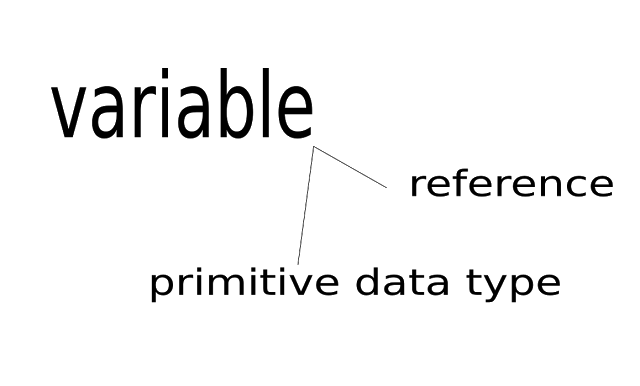 variable
reference
primitive data type